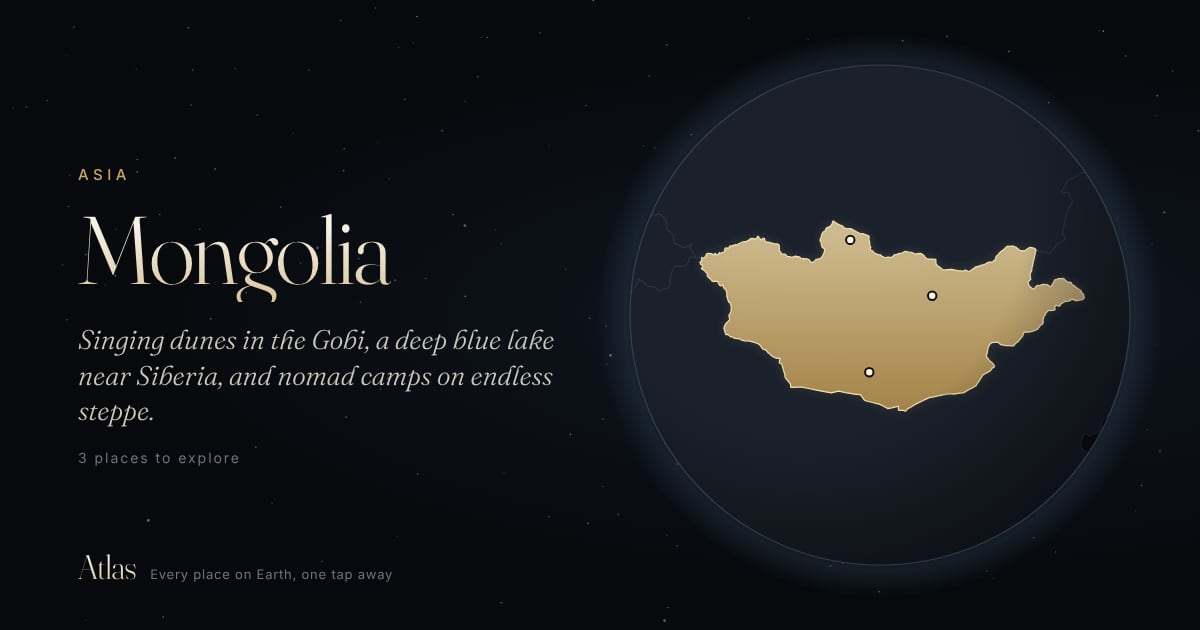 ASIA
Mongolia
Singing dunes in the Gobi, a deep blue lake
near Siberia, and nomad camps on endless
steppe.
3 places to explore
Atlas Every place on Earth, one tap away